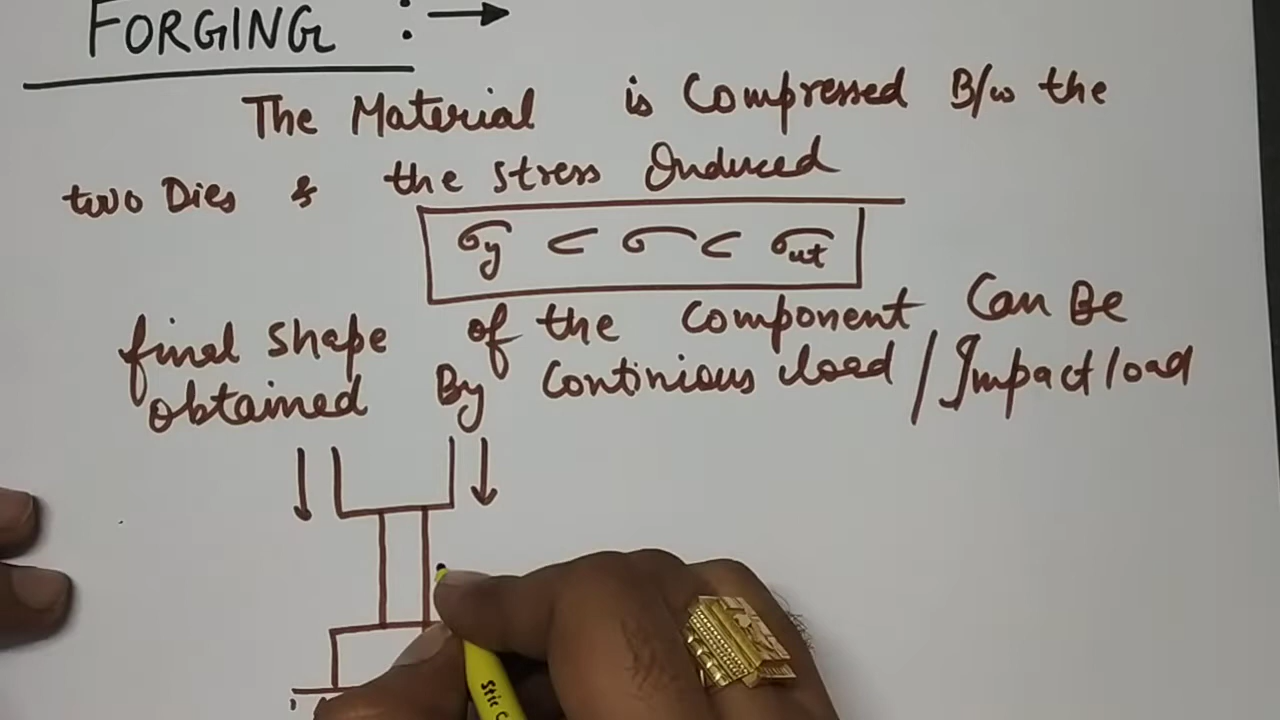 FORGING : →
The Material is Compressed B/w the
two Dies & the stress Induced
σy < σ < σut
final shape of the component Can Be
obtained By Continious load / Impact load
Stic